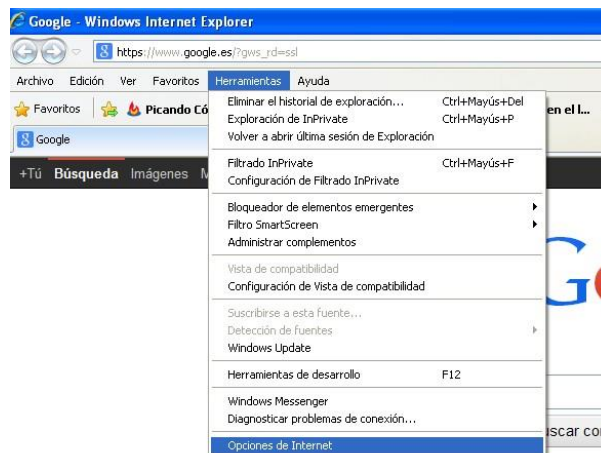 Google - Windows Internet Explorer
https://www.google.es/?gws_rd=ssl
Archivo Edición Ver Favoritos Herramientas Ayuda
Favoritos Picando Có en el l...
Google
+Tú Búsqueda Imágenes M
Eliminar el historial de exploración... Ctrl+Mayús+Del
Exploración de InPrivate Ctrl+Mayús+P
Volver a abrir última sesión de Exploración
Filtrado InPrivate Ctrl+Mayús+F
Configuración de Filtrado InPrivate
Bloqueador de elementos emergentes
Filtro SmartScreen
Administrar complementos
Vista de compatibilidad
Configuración de Vista de compatibilidad
Suscribirse a esta fuente...
Detección de fuentes
Windows Update
Herramientas de desarrollo F12
Windows Messenger
Diagnosticar problemas de conexión...
Opciones de Internet
G
uscar co